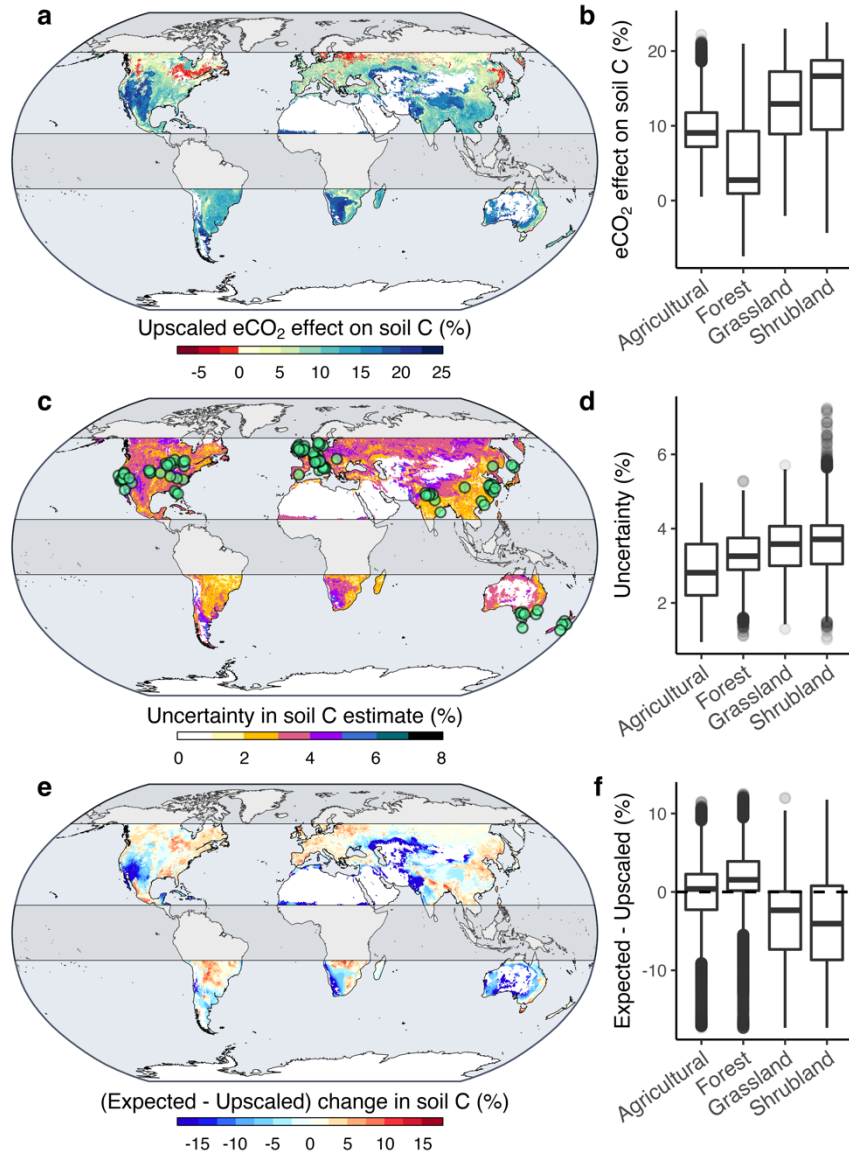 a
Upscaled eCO₂ effect on soil C (%)
-5 0 5 10 15 20 25
b
eCO₂ effect on soil C (%)
20
10
0
Agricultural
Forest
Grassland
Shrubland
c
Uncertainty in soil C estimate (%)
0 2 4 6 8
d
Uncertainty (%)
6
4
2
Agricultural
Forest
Grassland
Shrubland
e
(Expected - Upscaled) change in soil C (%)
-15 -10 -5 0 5 10 15
f
Expected - Upscaled (%)
10
0
-10
Agricultural
Forest
Grassland
Shrubland